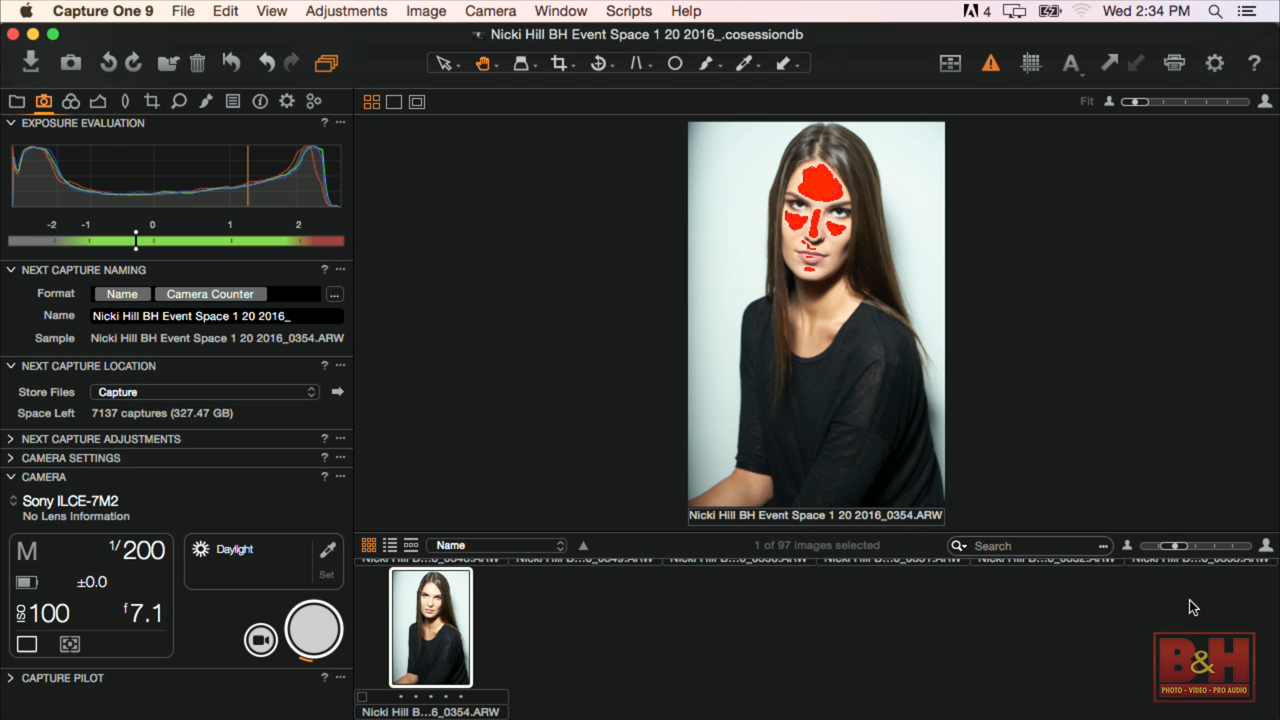 Capture One 9 File Edit View Adjustments Image Camera Window Scripts Help 4 Wed 2:34 PM
Nicki Hill BH Event Space 1 20 2016_.cosessiondb
Fit
EXPOSURE EVALUATION
-2 -1 0 1 2
NEXT CAPTURE NAMING
Format Name Camera Counter
Name Nicki Hill BH Event Space 1 20 2016_
Sample Nicki Hill BH Event Space 1 20 2016_0354.ARW
NEXT CAPTURE LOCATION
Store Files Capture
Space Left 7137 captures (327.47 GB)
NEXT CAPTURE ADJUSTMENTS
CAMERA SETTINGS
CAMERA
Sony ILCE-7M2
No Lens Information
M 1/200
±0.0
ISO 100 f7.1
Daylight
Set
CAPTURE PILOT
Nicki Hill BH Event Space 1 20 2016_0354.ARW
Name 1 of 97 images selected Search
Nicki Hill B...6_0354.ARW
B&H
PHOTO - VIDEO - PRO AUDIO